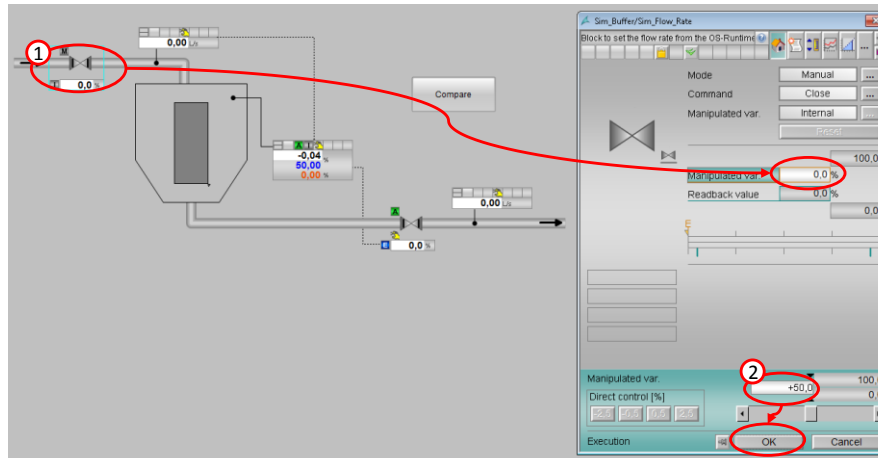 1
M
0,00 L/s
I 0,0 %
Compare
A I
-0,04 %
50,00
0,00 %
0,00 L/s
A
E 0,0 %
Sim_Buffer/Sim_Flow_Rate
Block to set the flow rate from the OS-Runtime
Mode Manual ...
Command Close ...
Manipulated var. Internal ...
Reset
100,0
Manipulated var. 0,0 %
Readback value 0,0 %
0,0
E
2
Manipulated var. +50,0 100,0
0,0
Direct control [%]
Execution OK Cancel